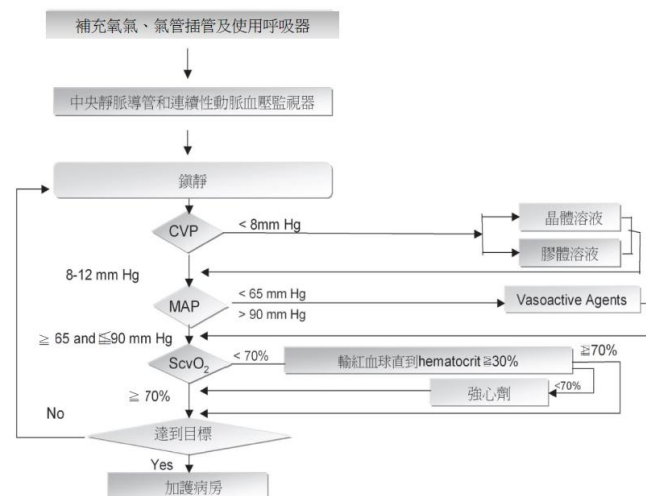 補充氧氣、氣管插管及使用呼吸器
中央靜脈導管和連續性動脈血壓監視器
鎮靜
CVP
< 8mm Hg
晶體溶液
膠體溶液
8-12 mm Hg
MAP
< 65 mm Hg
> 90 mm Hg
Vasoactive Agents
≧ 65 and ≦90 mm Hg
ScvO2
< 70%
輸紅血球直到hematocrit ≧30%
≧70%
<70%
強心劑
≧ 70%
No
達到目標
Yes
加護病房